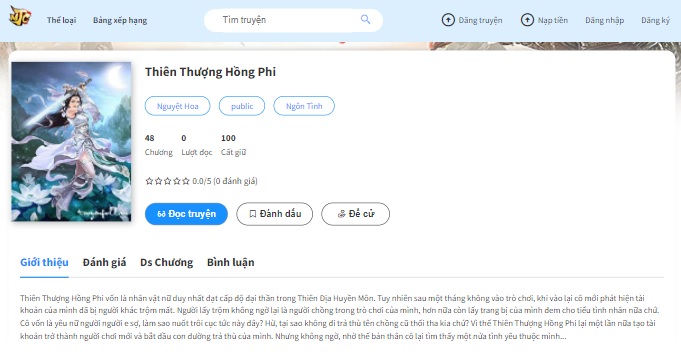 Thể loại
Bảng xếp hạng
Tìm truyện
Đăng truyện
Nạp tiền
Đăng nhập
Đăng ký
Thiên Thượng Hồng Phi
Nguyệt Hoa
public
Ngôn Tình
48
0
100
Chương
Lượt đọc
Cất giữ
0.0/5 (0 đánh giá)
Đọc truyện
Đánh dấu
Đề cử
Giới thiệu
Đánh giá
Ds Chương
Bình luận
Thiên Thượng Hồng Phi vốn là nhân vật nữ duy nhất đạt cấp độ đại thần trong Thiên Địa Huyền Môn. Tuy nhiên sau một tháng không vào trò chơi, khi vào lại cô mới phát hiện tài
khoản của mình đã bị người khác trộm mất. Người lấy trộm không ngờ lại là người chồng trong trò chơi của mình, hơn nữa còn lấy trang bị của mình đem cho tiểu tình nhân nữa chứ.
Cô vốn là yếu nữ người người e sợ, làm sao nuốt trôi cục tức này đây? Hừ, tại sao không đi trả thù tên chồng cũ thối tha kia chứ? Vì thế Thiên Thượng Hồng Phi lại một lần nữa tạo tài
khoản trở thành người chơi mới và bắt đầu con đường trả thù của mình. Nhưng không ngờ, nhờ thế bản thân cô lại tìm thấy một nửa tình yêu thuộc mình...